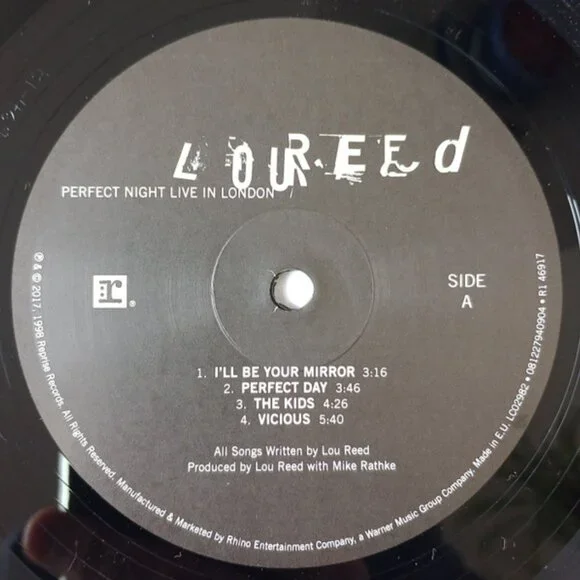 LOU REEd
PERFECT NIGHT LIVE IN LONDON
r®
SIDE
A
1. I'LL BE YOUR MIRROR 3:16
2. PERFECT DAY 3:46
3. THE KIDS 4:26
4. VICIOUS 5:40
All Songs Written by Lou Reed
Produced by Lou Reed with Mike Rathke
℗ & © 2017, 1998 Reprise Records. All Rights Reserved. Manufactured & Marketed by Rhino Entertainment Company, a Warner Music Group Company. Made in E.U. LC02982 • 081227940904 • R1 46917